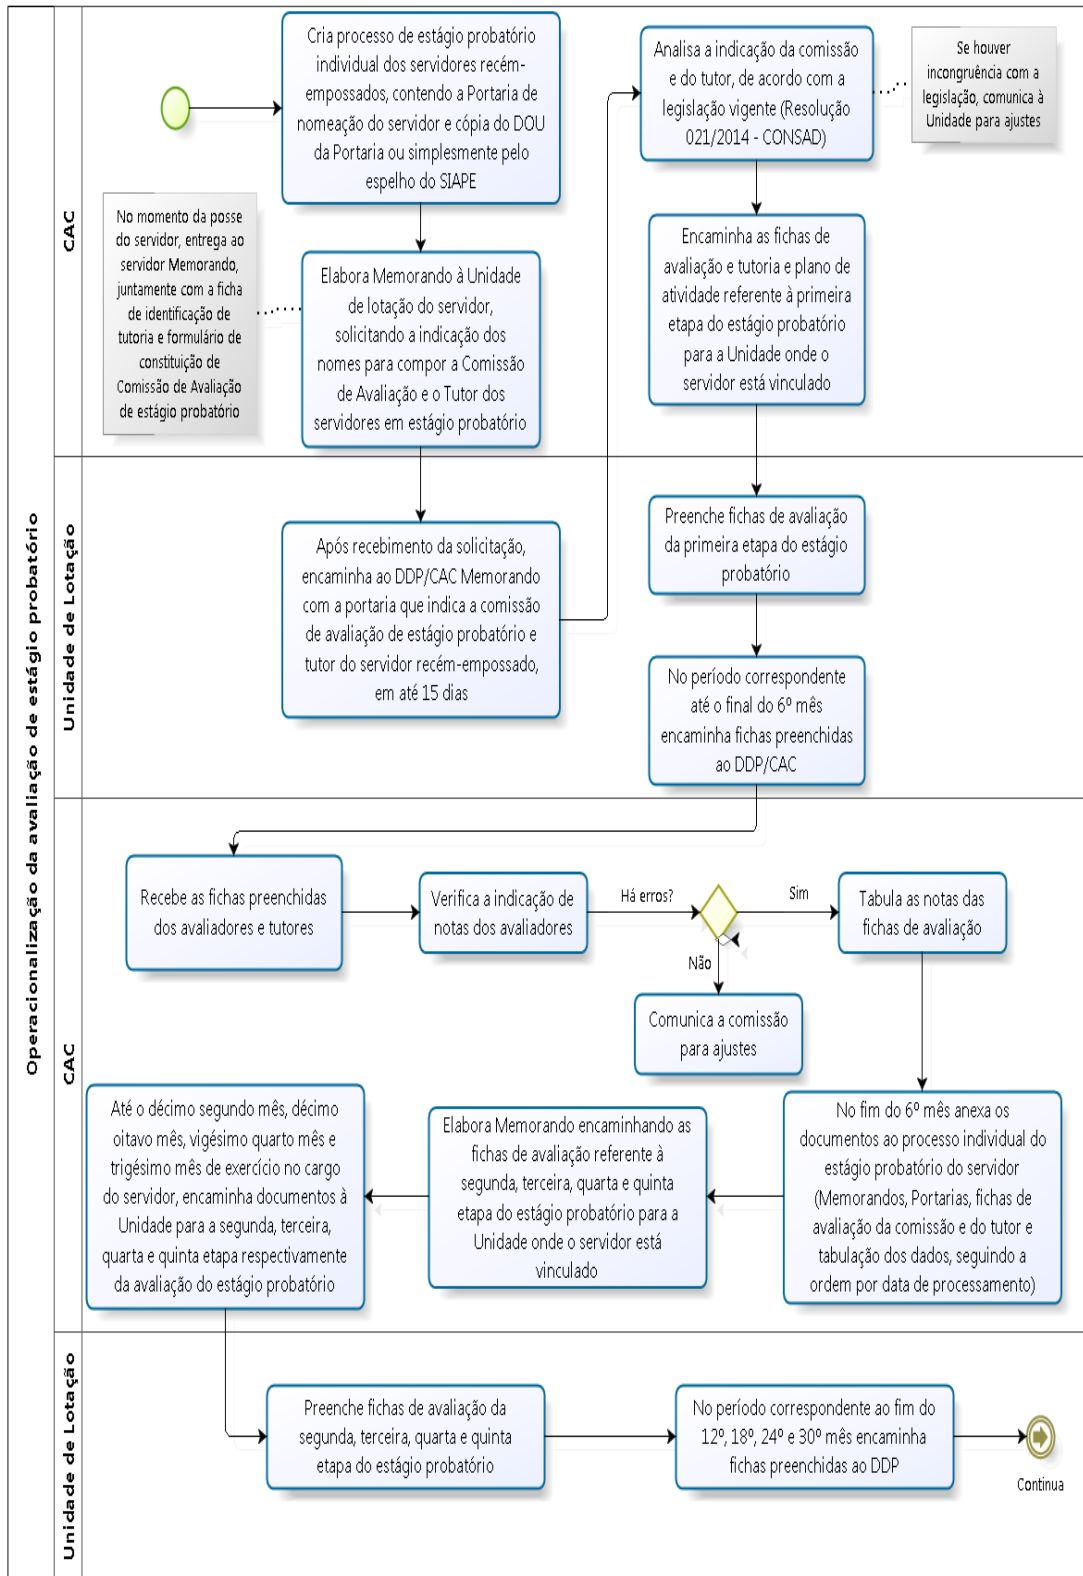 Operacionalização da avaliação de estágio probatório
CAC
Cria processo de estágio probatório
individual dos servidores recém-
empossados, contendo a Portaria de
nomeação do servidor e cópia do DOU
da Portaria ou simplesmente pelo
espelho do SIAPE
No momento da posse
do servidor, entrega ao
servidor Memorando,
juntamente com a ficha
de identificação de
tutoria e formulário de
constituição de
Comissão de Avaliação
de estágio probatório
Elabora Memorando à Unidade
de lotação do servidor,
solicitando a indicação dos
nomes para compor a Comissão
de Avaliação e o Tutor dos
servidores em estágio probatório
Analisa a indicação da comissão
e do tutor, de acordo com a
legislação vigente (Resolução
021/2014 - CONSAD)
Se houver
incongruência com a
legislação, comunica à
Unidade para ajustes
Encaminha as fichas de
avaliação e tutoria e plano de
atividade referente à primeira
etapa do estágio probatório
para a Unidade onde o
servidor está vinculado
Unidade de Lotação
Após recebimento da solicitação,
encaminha ao DDP/CAC Memorando
com a portaria que indica a comissão
de avaliação de estágio probatório e
tutor do servidor recém-empossado,
em até 15 dias
Preenche fichas de avaliação
da primeira etapa do estágio
probatório
No período correspondente
até o final do 6º mês
encaminha fichas preenchidas
ao DDP/CAC
CAC
Recebe as fichas preenchidas
dos avaliadores e tutores
Verifica a indicação de
notas dos avaliadores
Há erros?
Sim
Não
Tabula as notas das
fichas de avaliação
Comunica a comissão
para ajustes
No fim do 6º mês anexa os
documentos ao processo individual do
estágio probatório do servidor
(Memorandos, Portarias, fichas de
avaliação da comissão e do tutor e
tabulação dos dados, seguindo a
ordem por data de processamento)
Elabora Memorando encaminhando as
fichas de avaliação referente à
segunda, terceira, quarta e quinta
etapa do estágio probatório para a
Unidade onde o servidor está
vinculado
Até o décimo segundo mês, décimo
oitavo mês, vigésimo quarto mês e
trigésimo mês de exercício no cargo
do servidor, encaminha documentos à
Unidade para a segunda, terceira,
quarta e quinta etapa respectivamente
da avaliação do estágio probatório
Unidade de Lotação
Preenche fichas de avaliação da
segunda, terceira, quarta e quinta
etapa do estágio probatório
No período correspondente ao fim do
12º, 18º, 24º e 30º mês encaminha
fichas preenchidas ao DDP
Continua